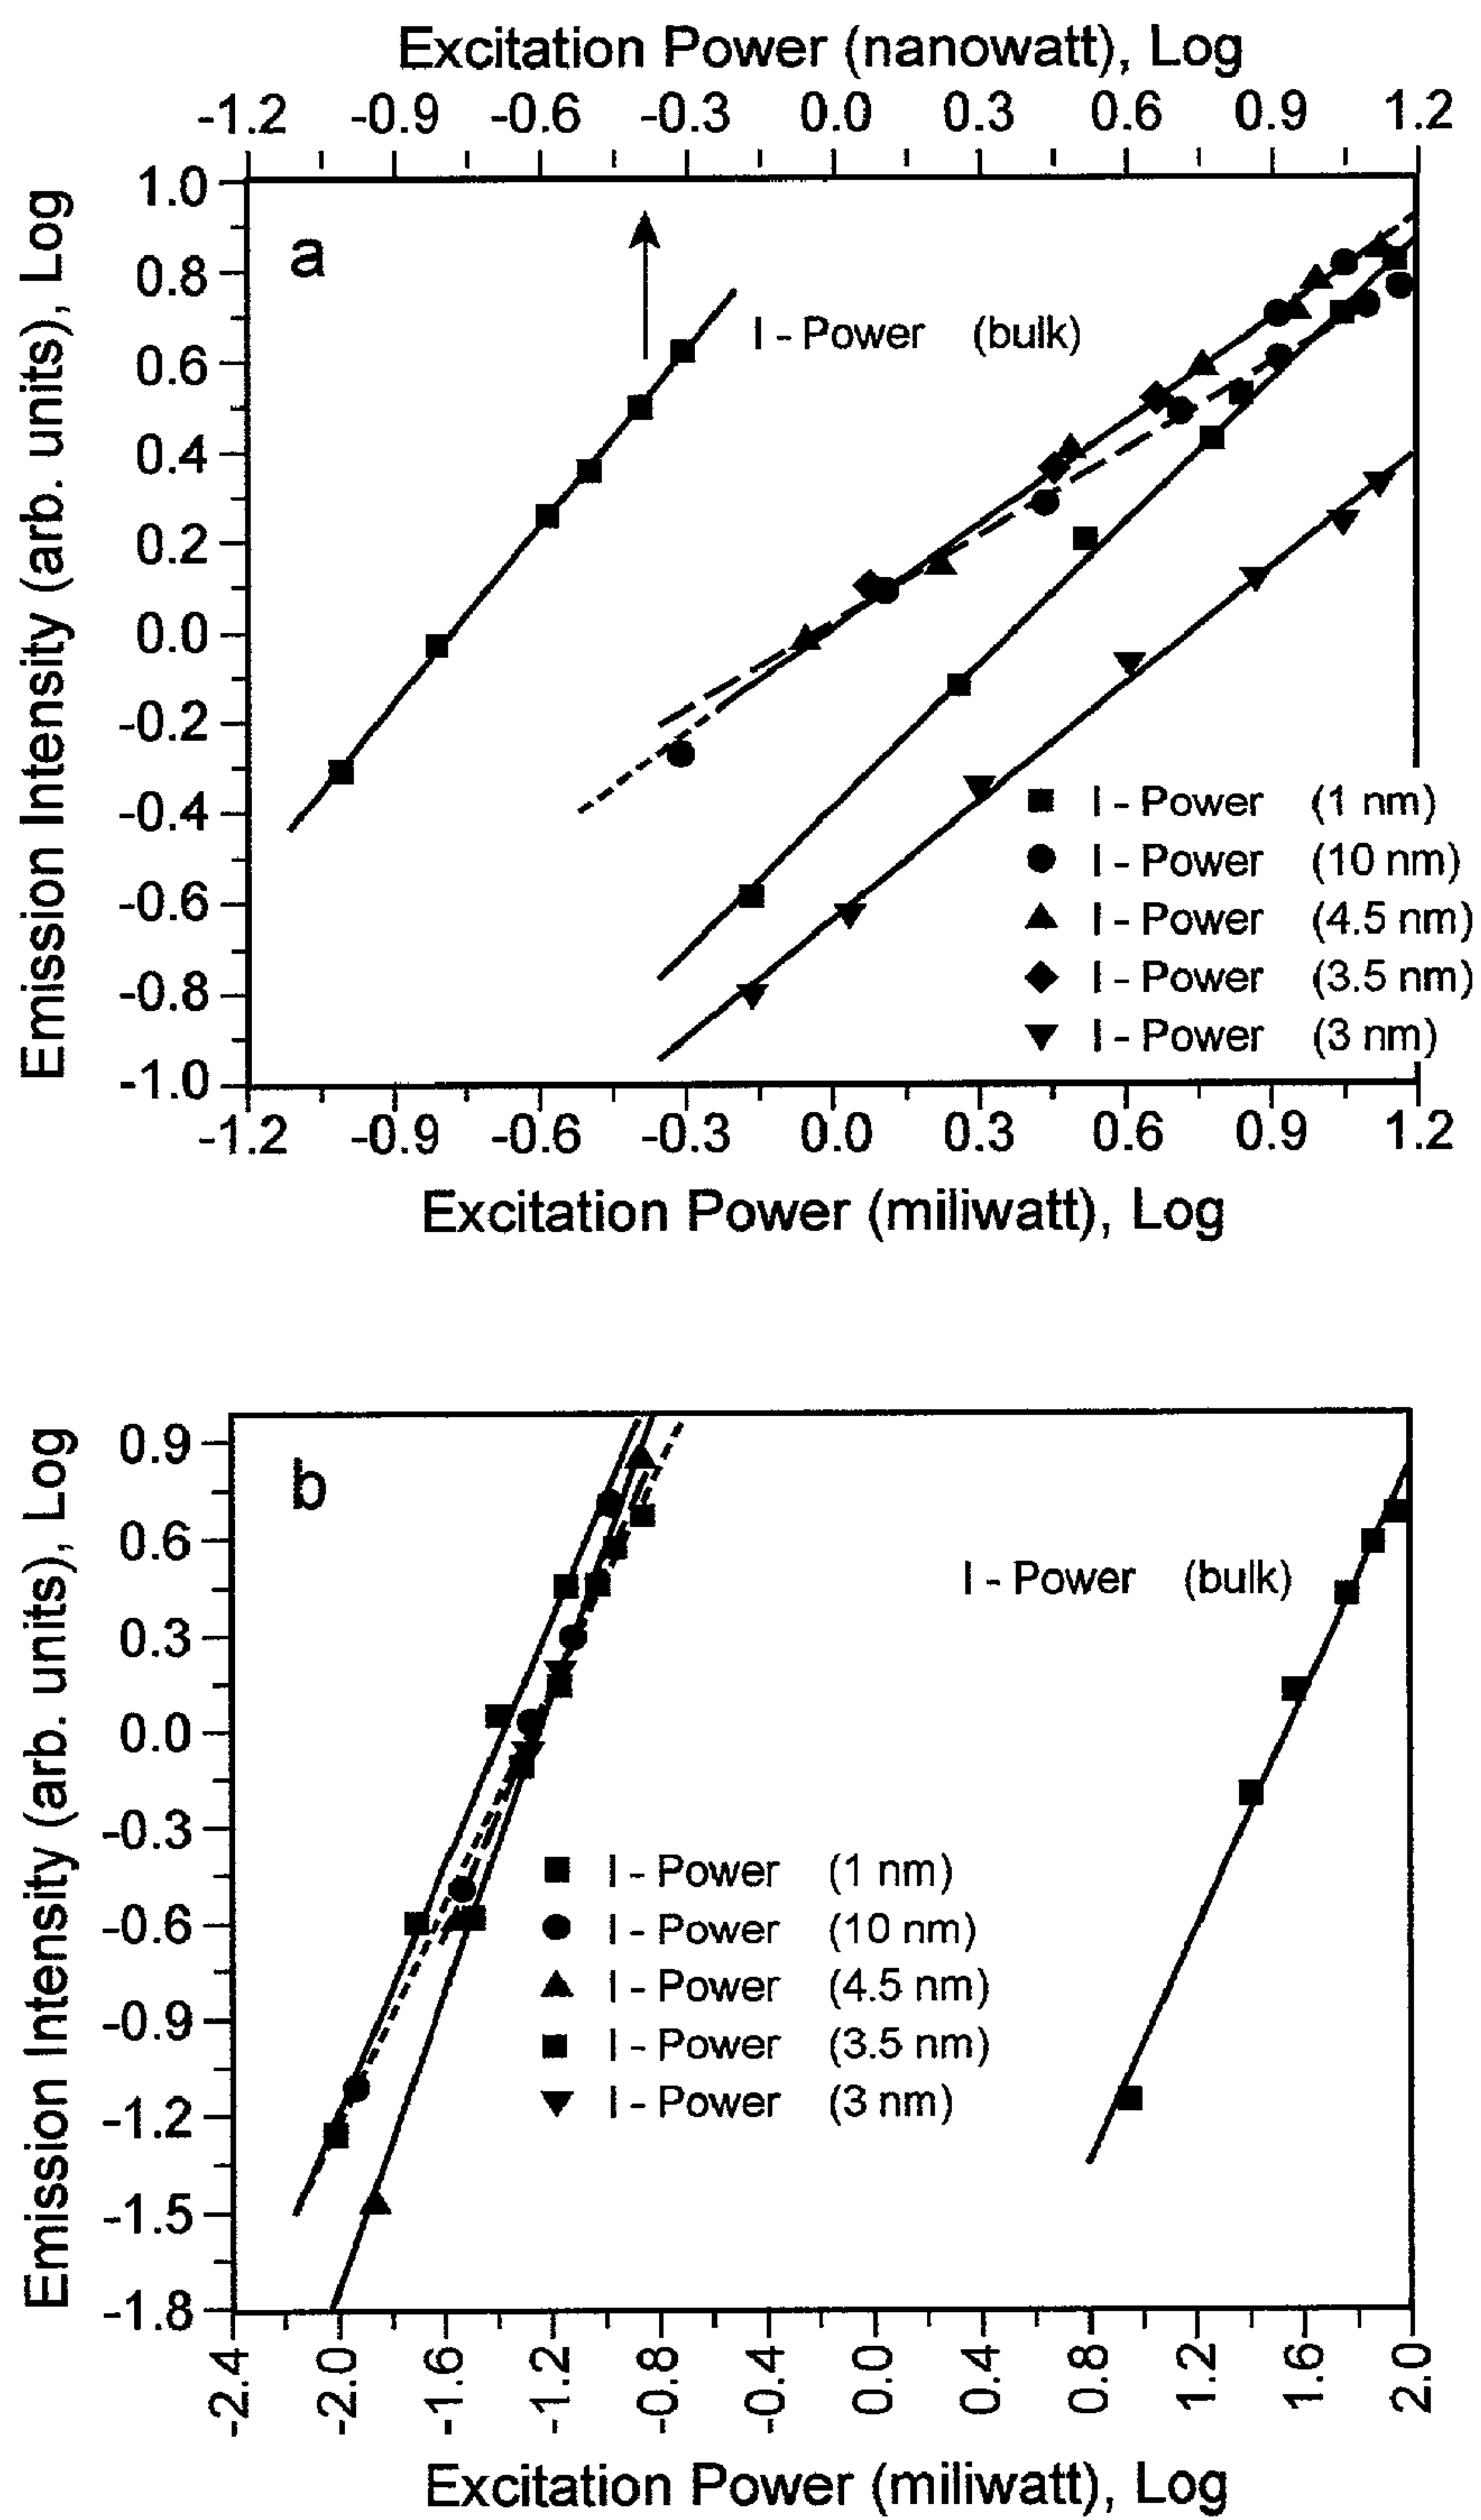 Excitation Power (nanowatt), Log
-1.2 -0.9 -0.6 -0.3 0.0 0.3 0.6 0.9 1.2
Emission Intensity (arb. units), Log
1.0
0.8
0.6
0.4
0.2
0.0
-0.2
-0.4
-0.6
-0.8
-1.0
a
I - Power (bulk)
I - Power (1 nm)
I - Power (10 nm)
I - Power (4.5 nm)
I - Power (3.5 nm)
I - Power (3 nm)
-1.2 -0.9 -0.6 -0.3 0.0 0.3 0.6 0.9 1.2
Excitation Power (miliwatt), Log
Emission Intensity (arb. units), Log
0.9
0.6
0.3
0.0
-0.3
-0.6
-0.9
-1.2
-1.5
-1.8
b
I - Power (bulk)
I - Power (1 nm)
I - Power (10 nm)
I - Power (4.5 nm)
I - Power (3.5 nm)
I - Power (3 nm)
-2.4 -2.0 -1.6 -1.2 -0.8 -0.4 0.0 0.4 0.8 1.2 1.6 2.0
Excitation Power (miliwatt), Log